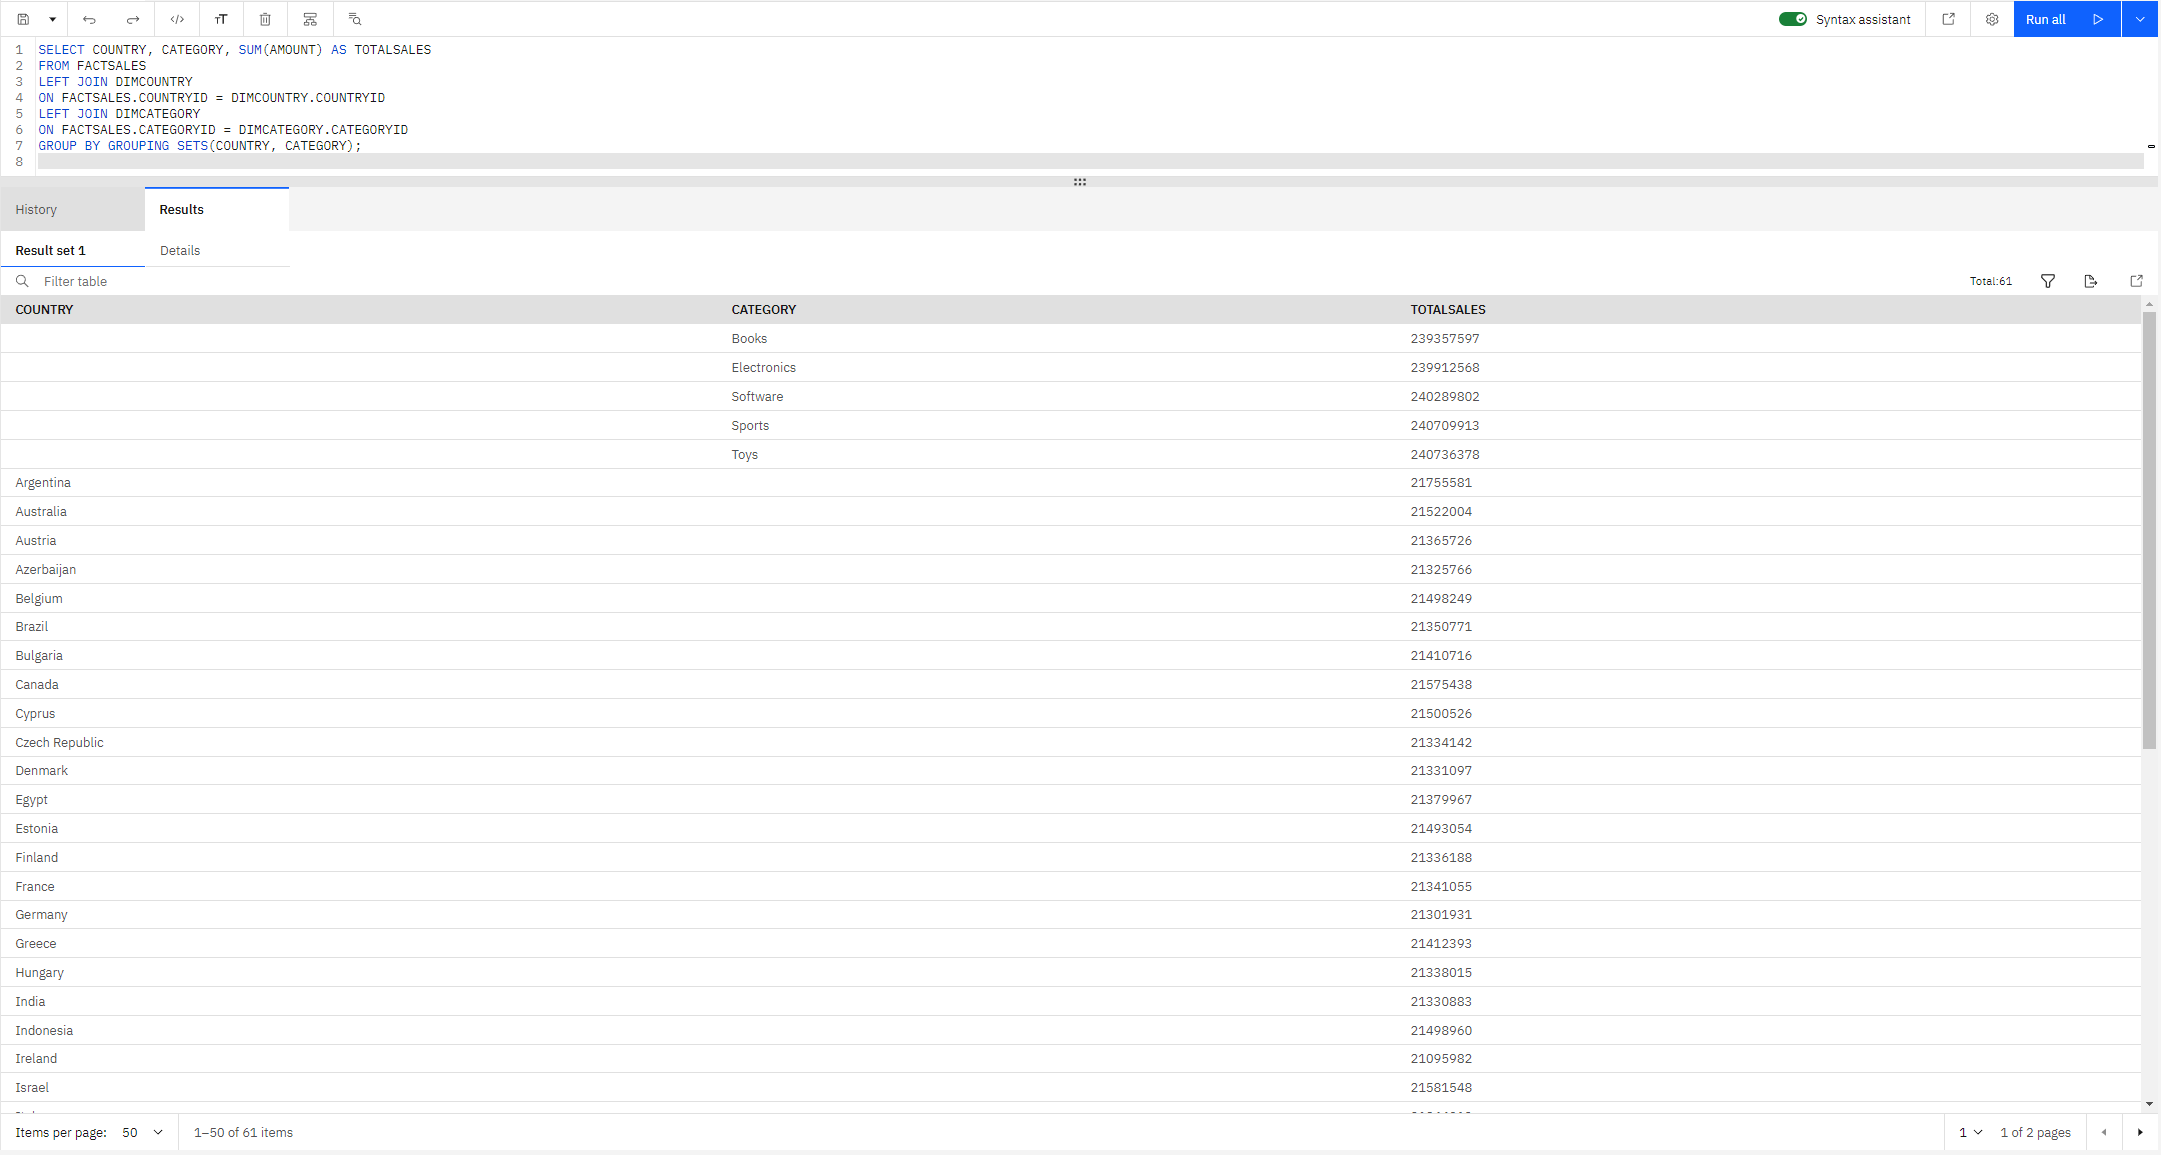 Syntax assistant Run all
1 SELECT COUNTRY, CATEGORY, SUM(AMOUNT) AS TOTALSALES
2 FROM FACTSALES
3 LEFT JOIN DIMCOUNTRY
4 ON FACTSALES.COUNTRYID = DIMCOUNTRY.COUNTRYID
5 LEFT JOIN DIMCATEGORY
6 ON FACTSALES.CATEGORYID = DIMCATEGORY.CATEGORYID
7 GROUP BY GROUPING SETS(COUNTRY, CATEGORY);
8
History Results
Result set 1 Details
Filter table Total:61
COUNTRY CATEGORY TOTALSALES
Books 239357597
Electronics 239912568
Software 240289802
Sports 240709913
Toys 240736378
Argentina 21755581
Australia 21522004
Austria 21365726
Azerbaijan 21325766
Belgium 21498249
Brazil 21350771
Bulgaria 21410716
Canada 21575438
Cyprus 21500526
Czech Republic 21334142
Denmark 21331097
Egypt 21379967
Estonia 21493054
Finland 21336188
France 21341055
Germany 21301931
Greece 21412393
Hungary 21338015
India 21330883
Indonesia 21498960
Ireland 21095982
Israel 21581548
Items per page: 50 1–50 of 61 items 1 1 of 2 pages